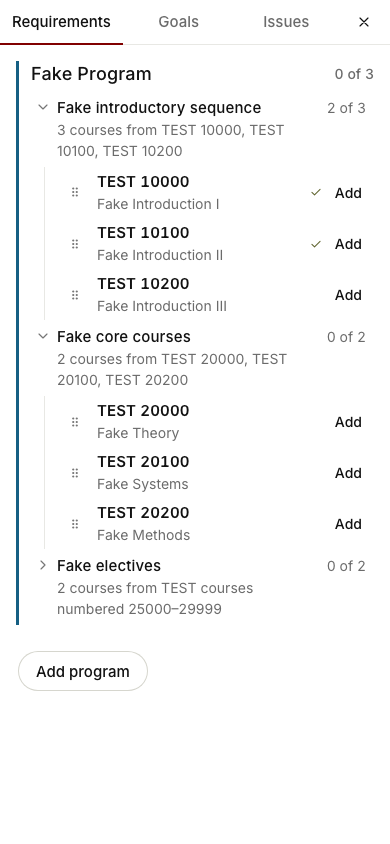 Requirements Goals Issues ×
Fake Program 0 of 3
Fake introductory sequence 2 of 3
3 courses from TEST 10000, TEST
10100, TEST 10200
TEST 10000
Fake Introduction I
✓ Add
TEST 10100
Fake Introduction II
✓ Add
TEST 10200
Fake Introduction III
Add
Fake core courses 0 of 2
2 courses from TEST 20000, TEST
20100, TEST 20200
TEST 20000
Fake Theory
Add
TEST 20100
Fake Systems
Add
TEST 20200
Fake Methods
Add
Fake electives 0 of 2
2 courses from TEST courses
numbered 25000–29999
Add program